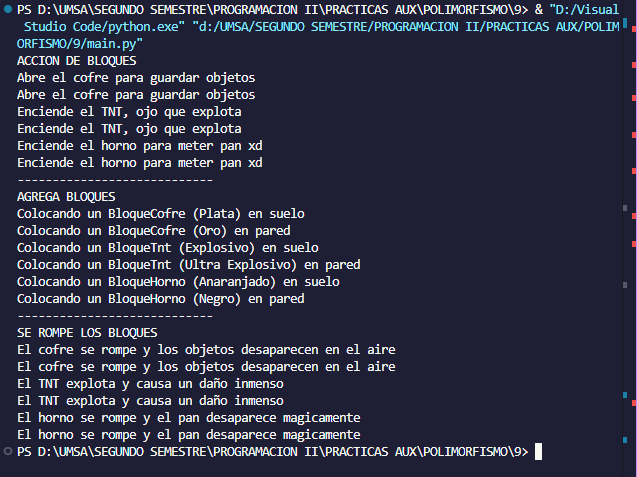 PS D:\UMSA\SEGUNDO SEMESTRE\PROGRAMACION II\PRACTICAS AUX\POLIMORFISMO\9> & "D:/Visual
 Studio Code/python.exe" "d:/UMSA/SEGUNDO SEMESTRE/PROGRAMACION II/PRACTICAS AUX/POLIM
ORFISMO/9/main.py"
ACCION DE BLOQUES
Abre el cofre para guardar objetos
Abre el cofre para guardar objetos
Enciende el TNT, ojo que explota
Enciende el TNT, ojo que explota
Enciende el horno para meter pan xd
Enciende el horno para meter pan xd
----------------------------
AGREGA BLOQUES
Colocando un BloqueCofre (Plata) en suelo
Colocando un BloqueCofre (Oro) en pared
Colocando un BloqueTnt (Explosivo) en suelo
Colocando un BloqueTnt (Ultra Explosivo) en pared
Colocando un BloqueHorno (Anaranjado) en suelo
Colocando un BloqueHorno (Negro) en pared
----------------------------
SE ROMPE LOS BLOQUES
El cofre se rompe y los objetos desaparecen en el aire
El cofre se rompe y los objetos desaparecen en el aire
El TNT explota y causa un daño inmenso
El TNT explota y causa un daño inmenso
El horno se rompe y el pan desaparece magicamente
El horno se rompe y el pan desaparece magicamente
PS D:\UMSA\SEGUNDO SEMESTRE\PROGRAMACION II\PRACTICAS AUX\POLIMORFISMO\9>